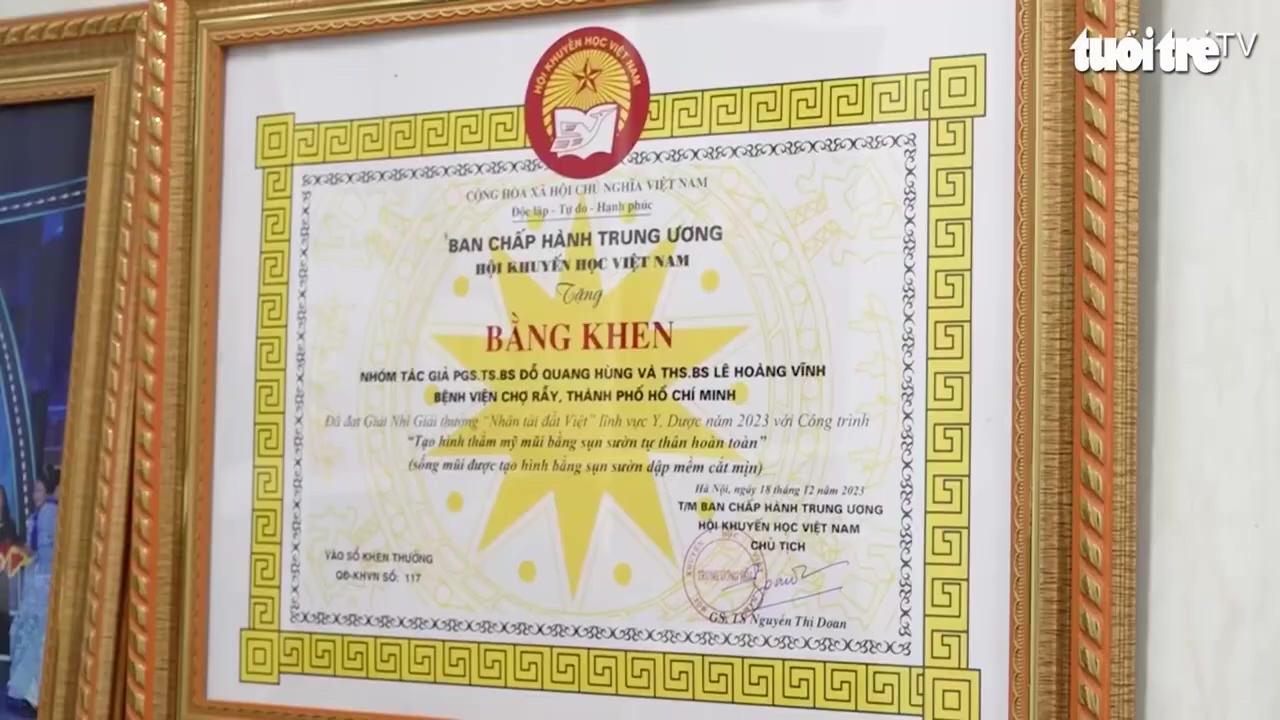 tuổi trẻ TV
HỘI KHUYẾN HỌC VIỆT NAM
CỘNG HÒA XÃ HỘI CHỦ NGHĨA VIỆT NAM
Độc lập - Tự do - Hạnh phúc
BAN CHẤP HÀNH TRUNG ƯƠNG
HỘI KHUYẾN HỌC VIỆT NAM
Tặng
BẰNG KHEN
NHÓM TÁC GIẢ PGS.TS.BS ĐỖ QUANG HÙNG VÀ THS.BS LÊ HOÀNG VĨNH
BỆNH VIỆN CHỢ RẪY, THÀNH PHỐ HỒ CHÍ MINH
Đã đạt Giải Nhì Giải thưởng "Nhân tài đất Việt" lĩnh vực Y, Dược năm 2023 với Công trình
"Tạo hình thẩm mỹ mũi bằng sụn sườn tự thân hoàn toàn"
(sống mũi được tạo hình bằng sụn sườn dập mềm cắt mịn)
Hà Nội, ngày 18 tháng 12 năm 2023
T/M BAN CHẤP HÀNH TRUNG ƯƠNG
HỘI KHUYẾN HỌC VIỆT NAM
CHỦ TỊCH
VÀO SỔ KHEN THƯỞNG
QĐ-KHVN SỐ: 117
TRUNG ƯƠNG HỘI
GS. TS Nguyễn Thị Doan